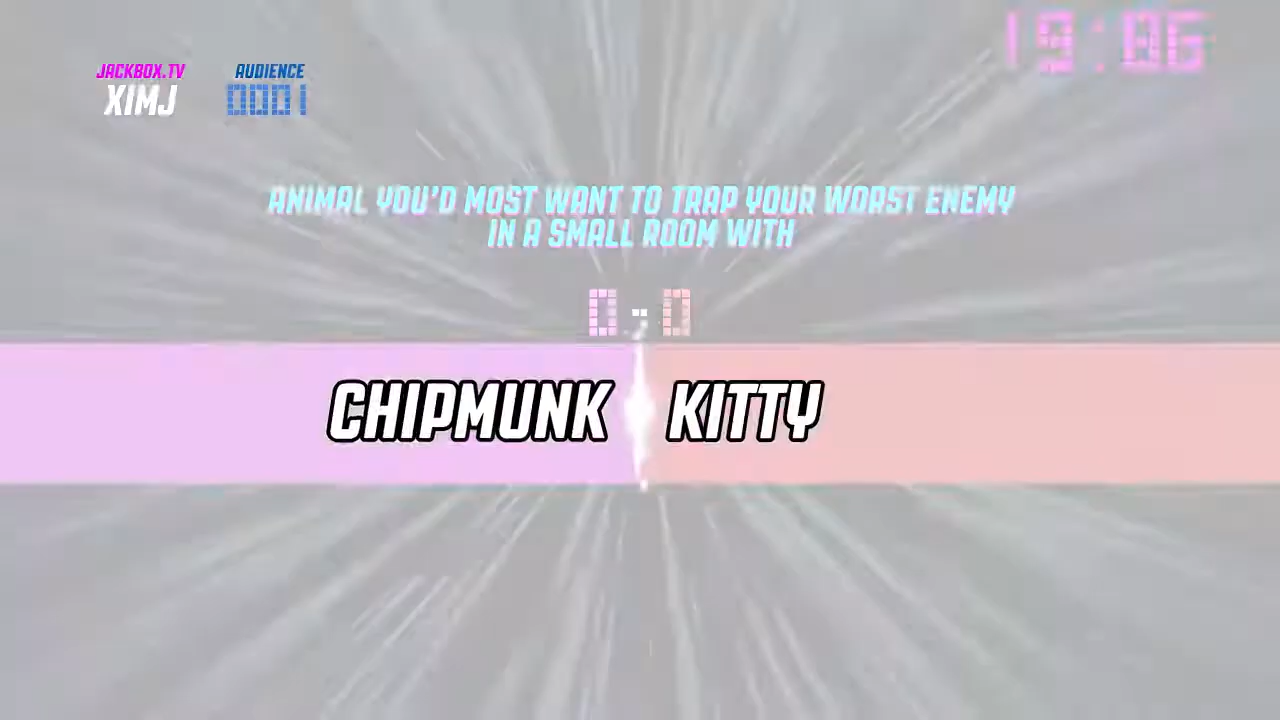 19:06
JACKBOX.TV
XIMJ
AUDIENCE
0001
ANIMAL YOU'D MOST WANT TO TRAP YOUR WORST ENEMY
IN A SMALL ROOM WITH
0-0
CHIPMUNK
KITTY